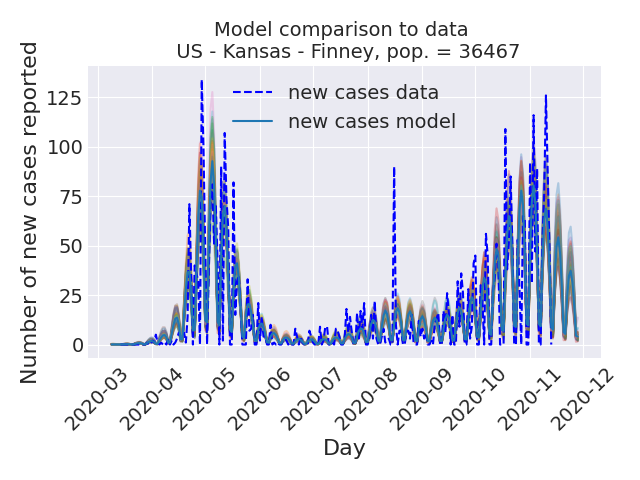 Model comparison to data
US - Kansas - Finney, pop. = 36467
Number of new cases reported
125
100
75
50
25
0
new cases data
new cases model
2020-03
2020-04
2020-05
2020-06
2020-07
2020-08
2020-09
2020-10
2020-11
2020-12
Day